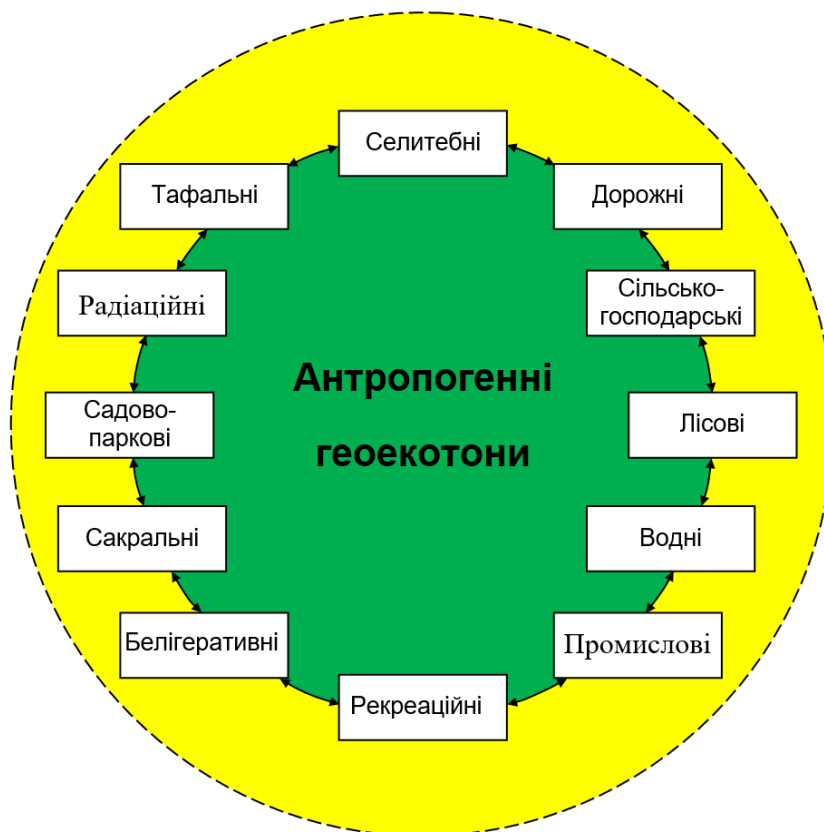 Селитебні
Тафальні
Дорожні
Радіаційні
Сільсько-
господарські
Антропогенні
геоекотони
Садово-
паркові
Лісові
Сакральні
Водні
Белігеративні
Промислові
Рекреаційні